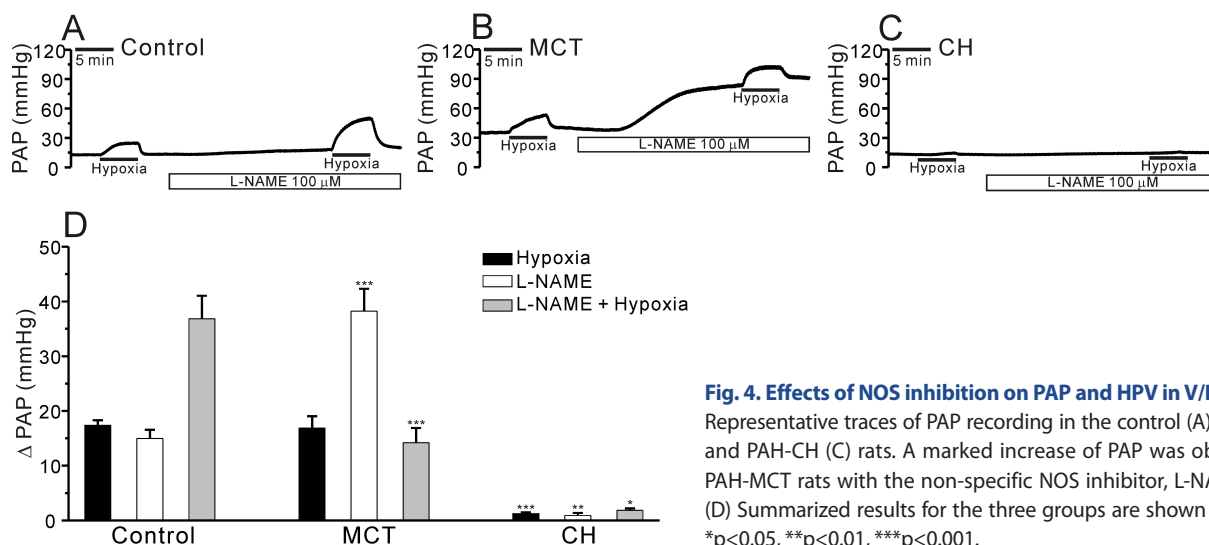 A
Control
PAP (mmHg)
120
90
60
30
0
5 min
Hypoxia
Hypoxia
L-NAME 100 μM
B
MCT
PAP (mmHg)
120
90
60
30
0
5 min
Hypoxia
Hypoxia
L-NAME 100 μM
C
CH
PAP (mmHg)
120
90
60
30
0
5 min
Hypoxia
Hypoxia
L-NAME 100 μM
D
Δ PAP (mmHg)
50
40
30
20
10
0
***
***
***
**
*
Control
MCT
CH
Hypoxia
L-NAME
L-NAME + Hypoxia
Fig. 4. Effects of NOS inhibition on PAP and HPV in V/
Representative traces of PAP recording in the control (A)
and PAH-CH (C) rats. A marked increase of PAP was ob
PAH-MCT rats with the non-specific NOS inhibitor, L-NA
(D) Summarized results for the three groups are shown
*p<0.05, **p<0.01, ***p<0.001.